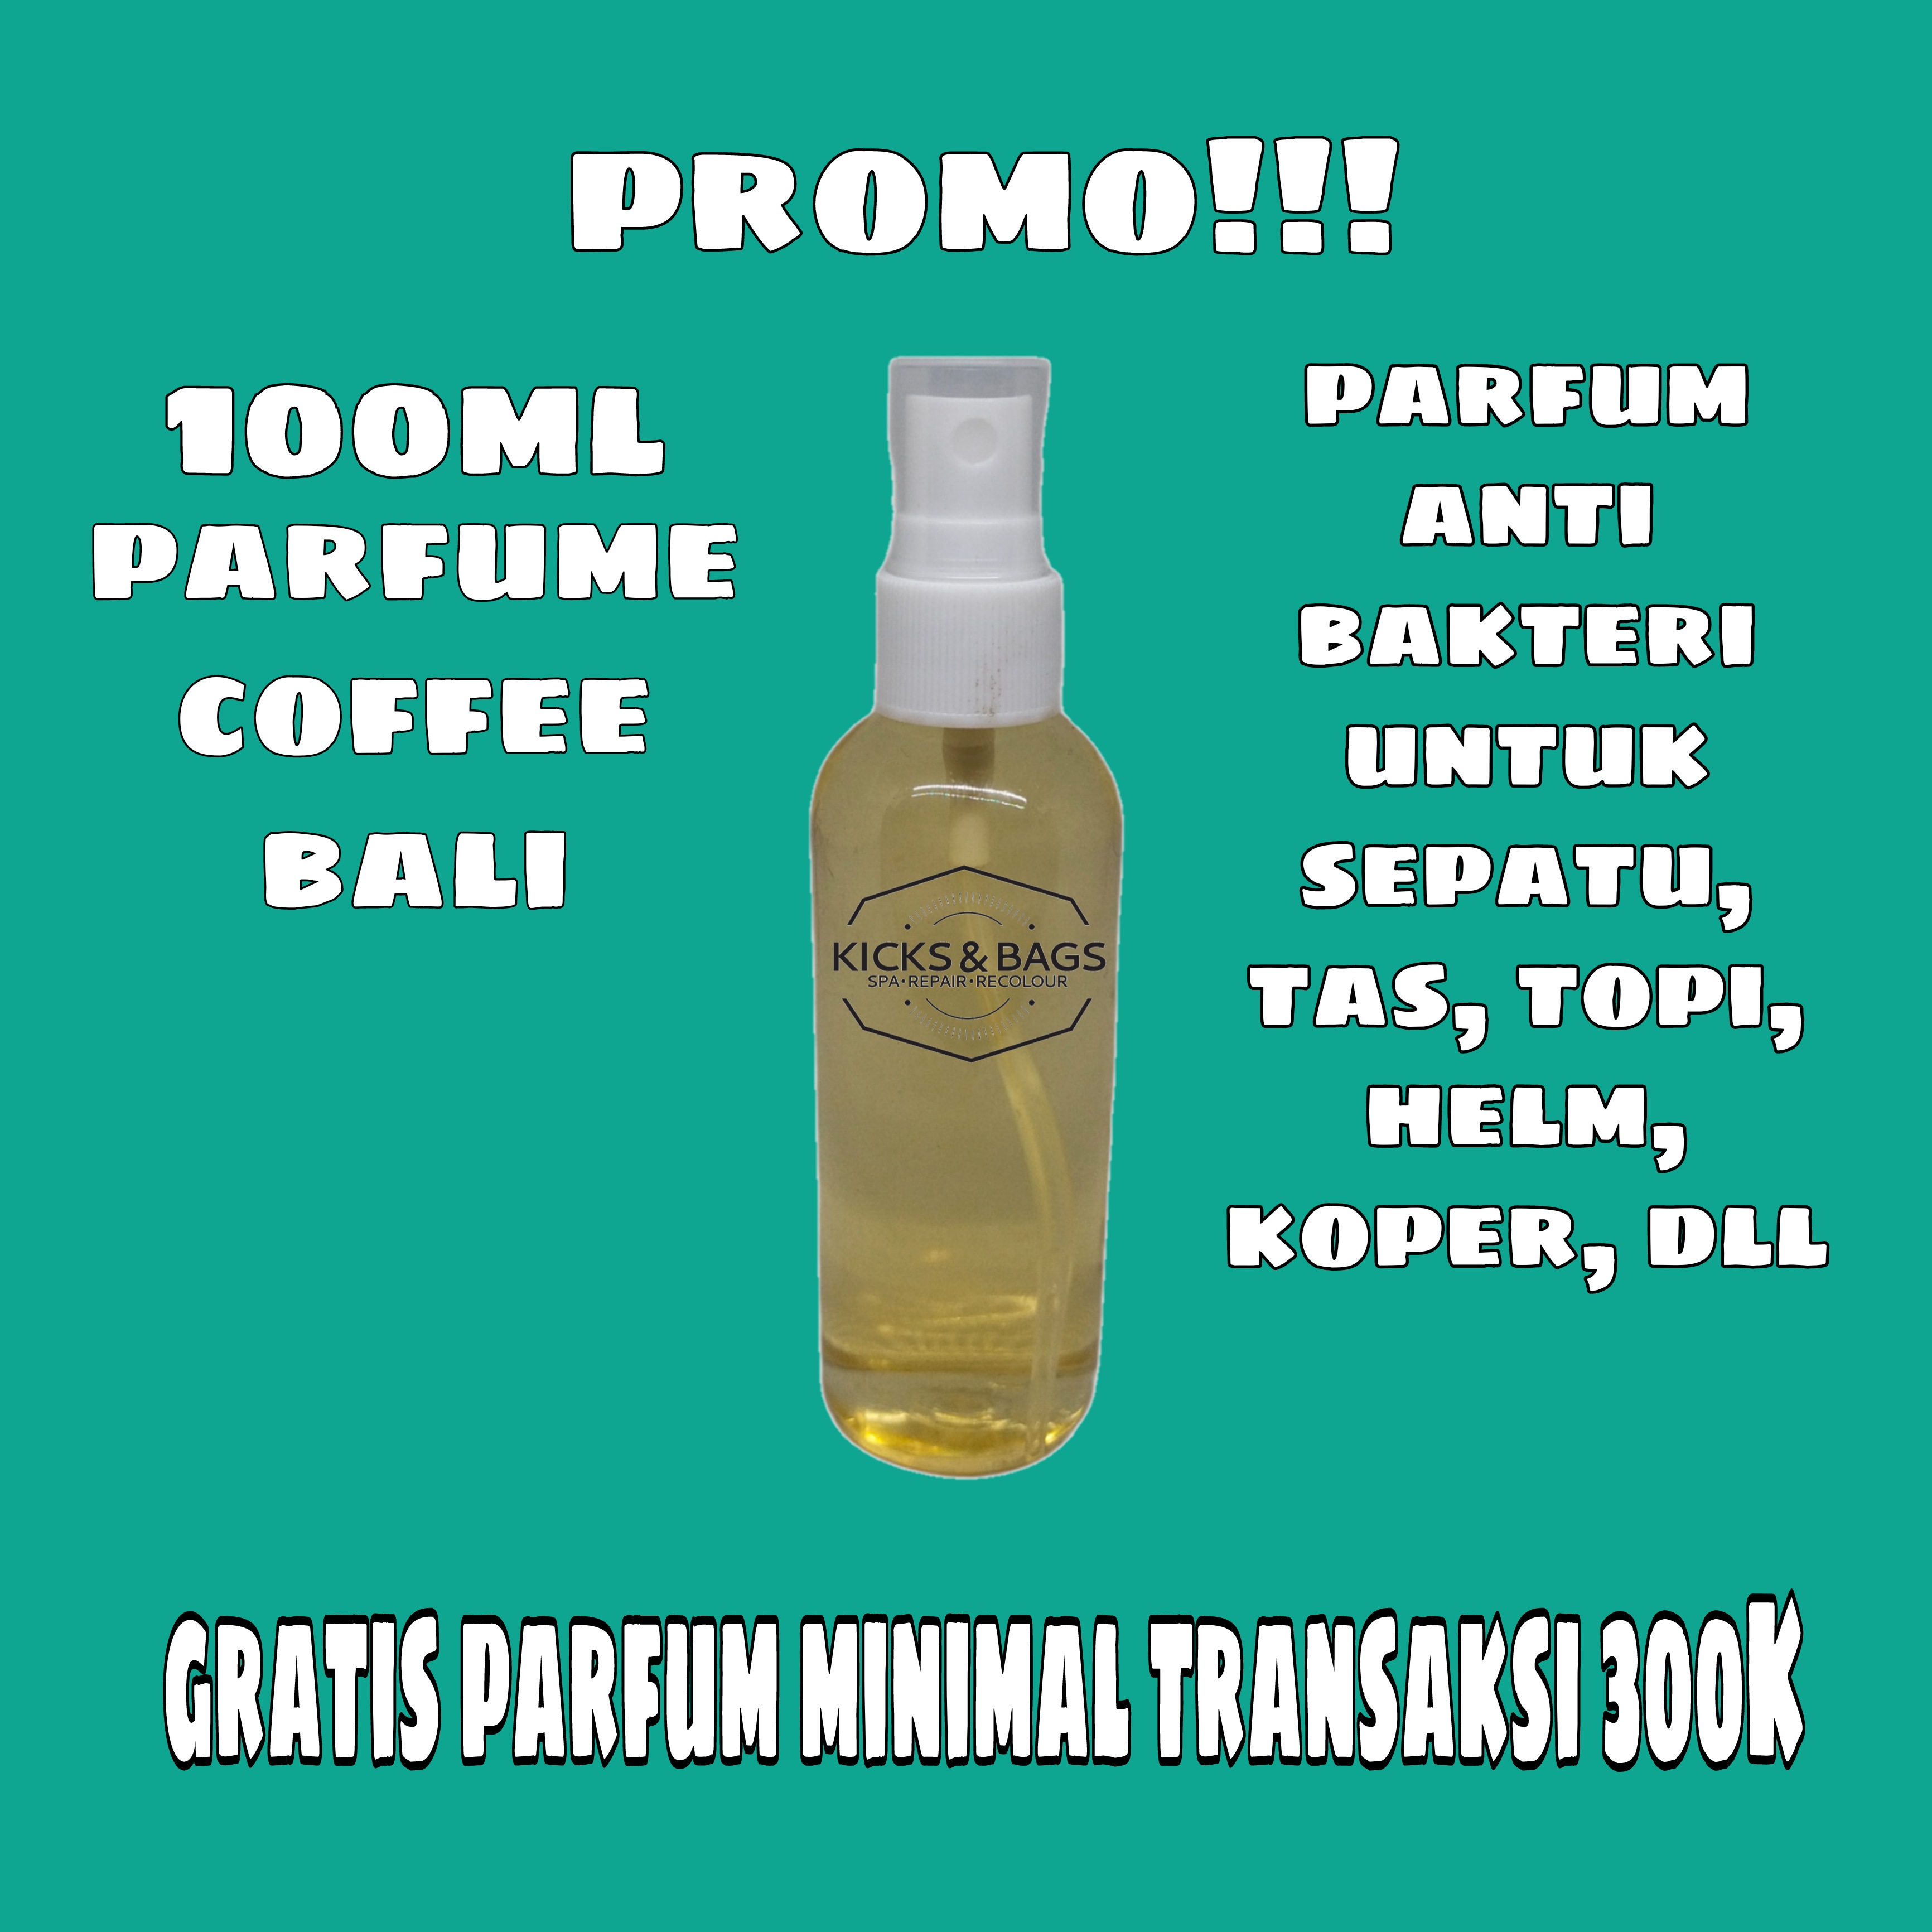 PROMO!!!
100ML
PARFUME
COFFEE
BALI
KICKS & BAGS
SPA•REPAIR•RECOLOUR
PARFUM
ANTI
BAKTERI
UNTUK
SEPATU,
TAS, TOPI,
HELM,
KOPER, DLL
GRATIS PARFUM MINIMAL TRANSAKSI 300K